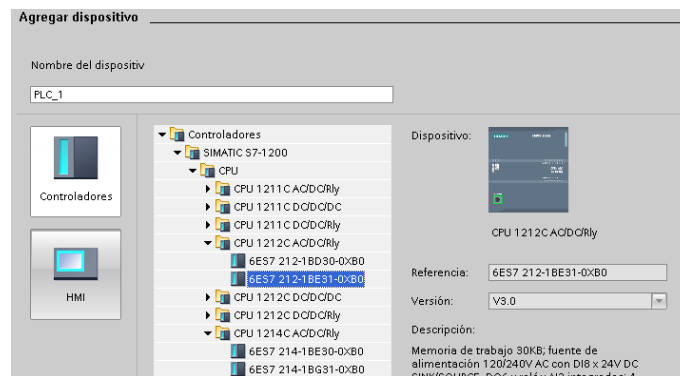 Agregar dispositivo
Nombre del dispositiv
PLC_1
Controladores
HMI
Controladores
SIMATIC S7-1200
CPU
CPU 1211C AC/DC/Rly
CPU 1211C DC/DC/DC
CPU 1211C DC/DC/Rly
CPU 1212C AC/DC/Rly
6ES7 212-1BD30-0XB0
6ES7 212-1BE31-0XB0
CPU 1212C DC/DC/DC
CPU 1212C DC/DC/Rly
CPU 1214C AC/DC/Rly
6ES7 214-1BE30-0XB0
6ES7 214-1BG31-0XB0
Dispositivo:
CPU 1212C AC/DC/Rly
Referencia: 6ES7 212-1BE31-0XB0
Versión: V3.0
Descripción:
Memoria de trabajo 30KB; fuente de
alimentación 120/240V AC con DI8 x 24V DC